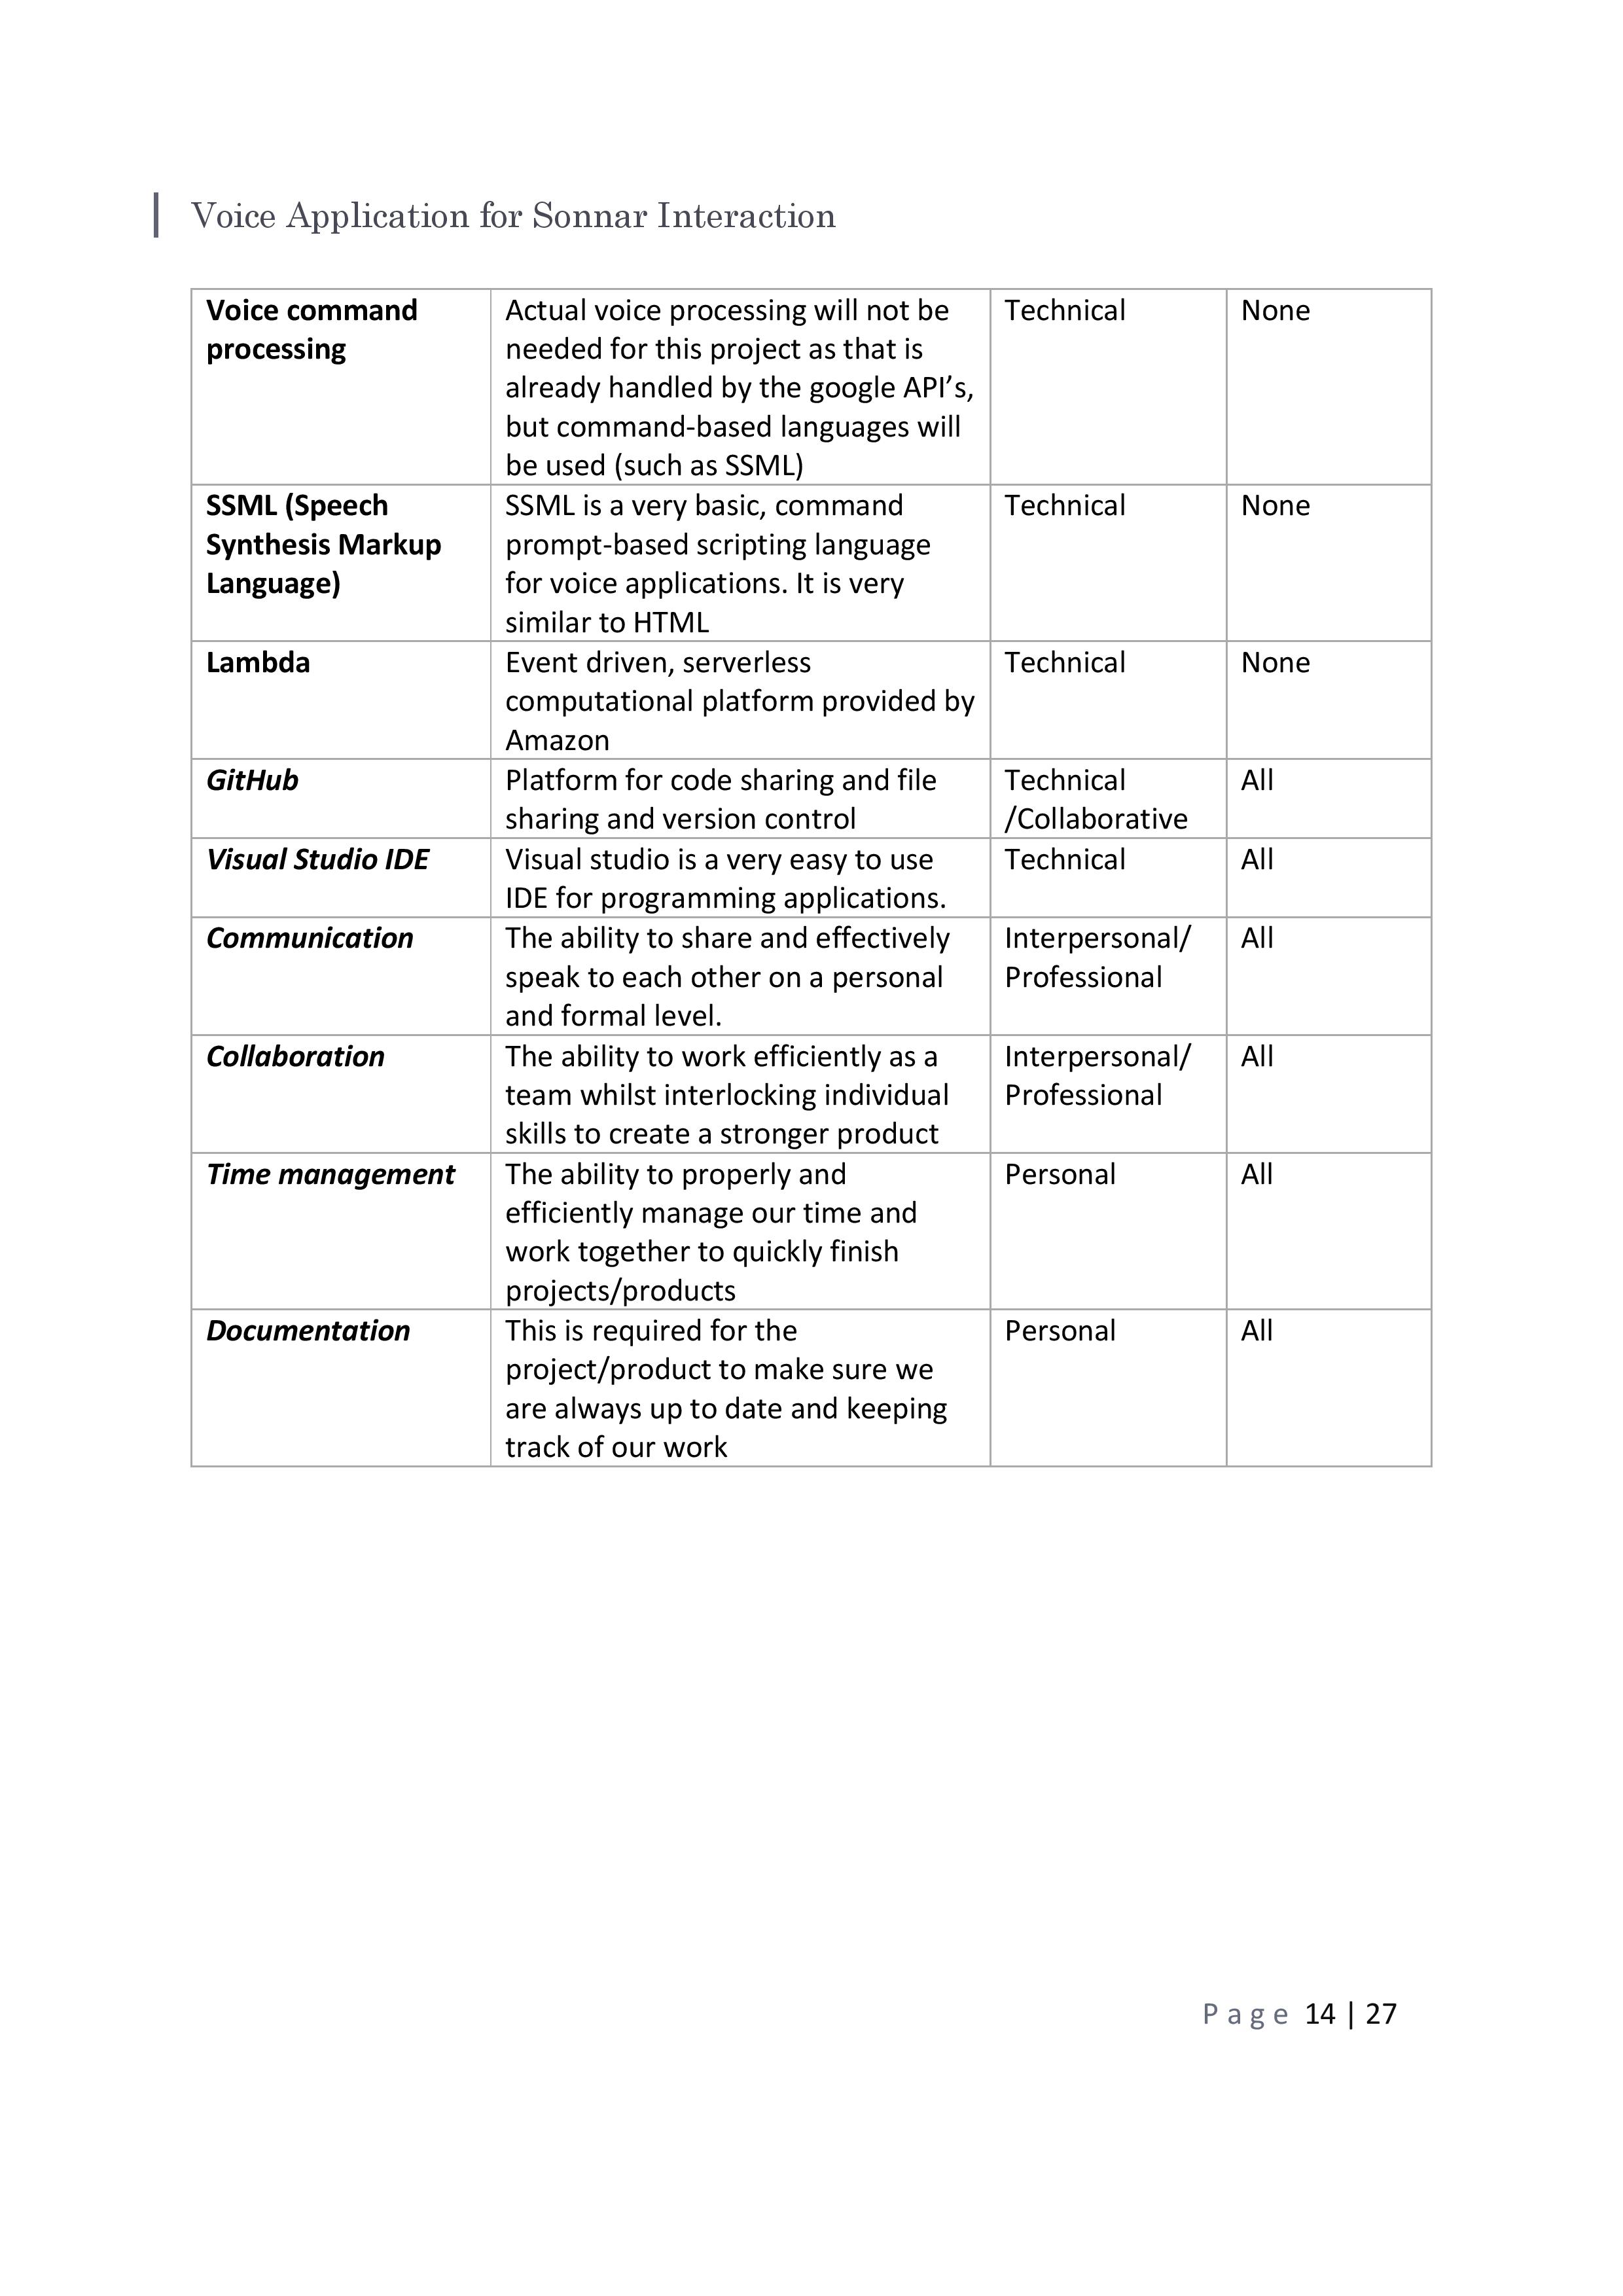 Voice Application for Sonnar Interaction
Voice command
processing
Actual voice processing will not be
needed for this project as that is
already handled by the google API’s,
but command-based languages will
be used (such as SSML)
Technical
None
SSML (Speech
Synthesis Markup
Language)
SSML is a very basic, command
prompt-based scripting language
for voice applications. It is very
similar to HTML
Technical
None
Lambda
Event driven, serverless
computational platform provided by
Amazon
Technical
None
GitHub
Platform for code sharing and file
sharing and version control
Technical
/Collaborative
All
Visual Studio IDE
Visual studio is a very easy to use
IDE for programming applications.
Technical
All
Communication
The ability to share and effectively
speak to each other on a personal
and formal level.
Interpersonal/
Professional
All
Collaboration
The ability to work efficiently as a
team whilst interlocking individual
skills to create a stronger product
Interpersonal/
Professional
All
Time management
The ability to properly and
efficiently manage our time and
work together to quickly finish
projects/products
Personal
All
Documentation
This is required for the
project/product to make sure we
are always up to date and keeping
track of our work
Personal
All
Page 14 | 27